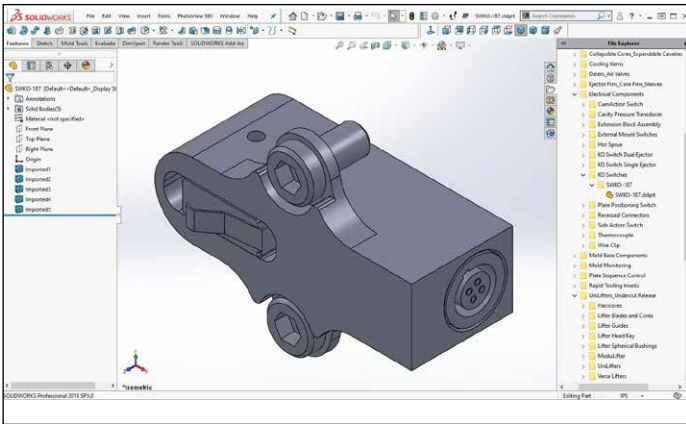 SOLIDWORKS
File Edit View Insert Tools PhotoView 360 Window Help
SWKO-187.sldprt
Search Commands
Features Sketch Mold Tools Evaluate DimXpert Render Tools SOLIDWORKS Add-Ins
SWKO-187 (Default<<Default>_Display St
Annotations
Solid Bodies(5)
Material <not specified>
Front Plane
Top Plane
Right Plane
Origin
Imported1
Imported2
Imported3
Imported4
Imported5
*Isometric
File Explorer
Collapsible Cores_Expandable Cavities
Cooling Items
Daters_Air Valves
Ejector Pins_Core Pins_Sleeves
Electrical Components
CamAction Switch
Cavity Pressure Transducer
Extension Block Assembly
External Mount Switches
Hot Sprue
KO Switch Dual Ejector
KO Switch Single Ejector
KO Switches
SWKO-187
SWKO-187.sldprt
Plate Positioning Switch
Recessed Connectors
Side Action Switch
Thermocouple
Wire Clip
Mold Base Components
Mold Monitoring
Plate Sequence Control
Rapid Tooling Inserts
UniLifters_Undercut Release
Flexicores
Lifter Blades and Cores
Lifter Guides
Lifter Head Key
Lifter Spherical Bushings
ModuLifter
UniLifters
Versa Lifters
SOLIDWORKS Professional 2018 SP5.0
Editing Part
IPS